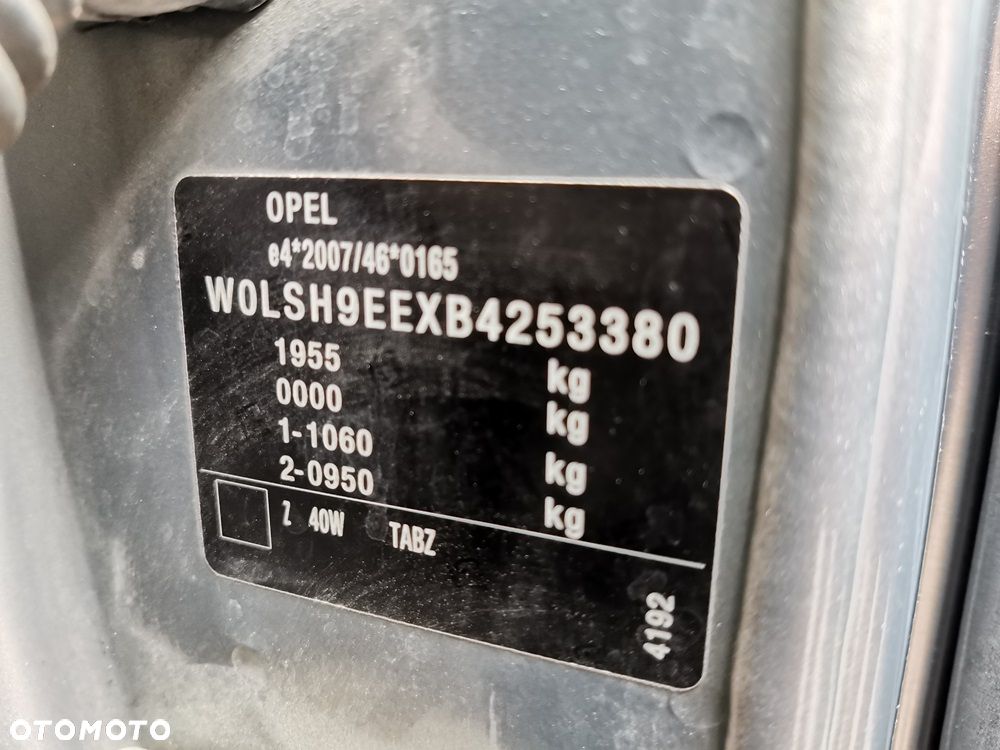 OPEL
e4*2007/46*0165
W0LSH9EEXB4253380
1955 kg
0000 kg
1-1060 kg
2-0950 kg
Z 40W TABZ
4192
OTOMOTO